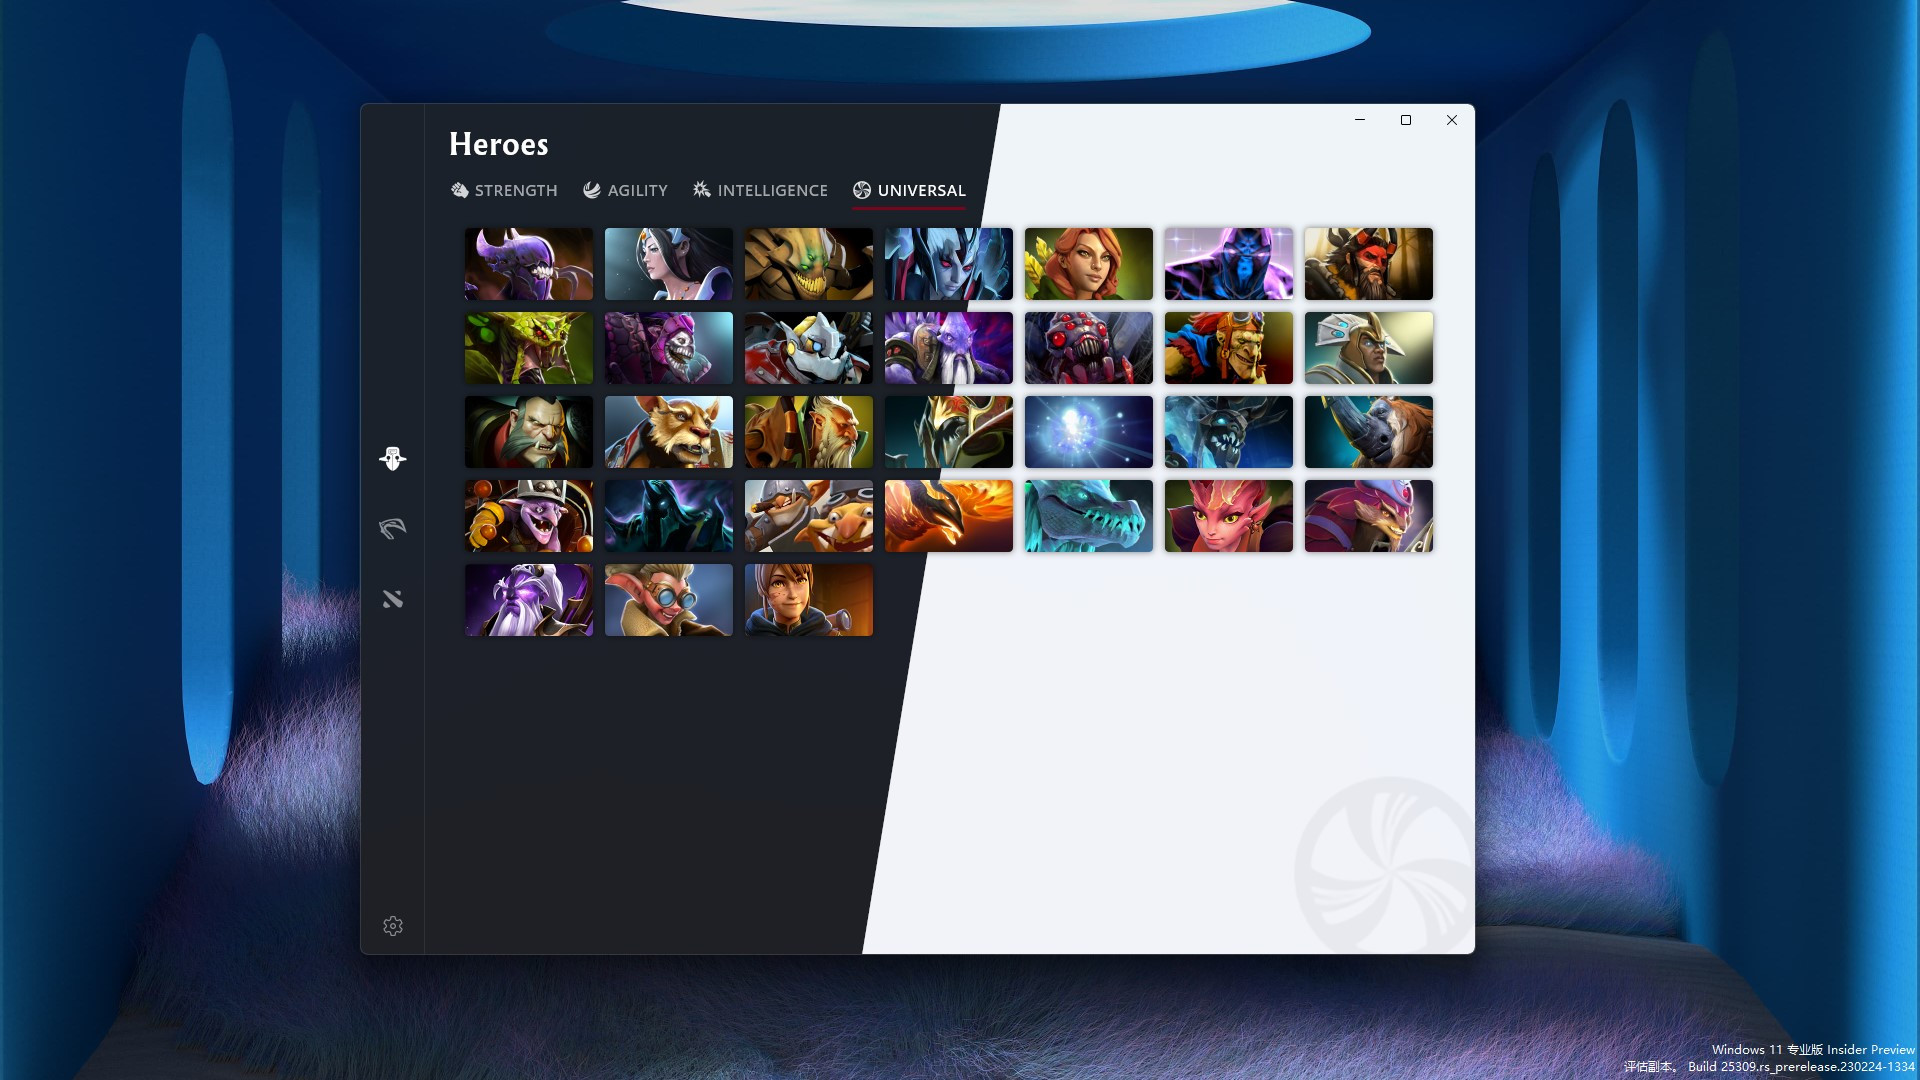 Heroes
STRENGTH AGILITY INTELLIGENCE UNIVERSAL
Windows 11 专业版 Insider Preview
评估副本。 Build 25309.rs_prerelease.230224-1334